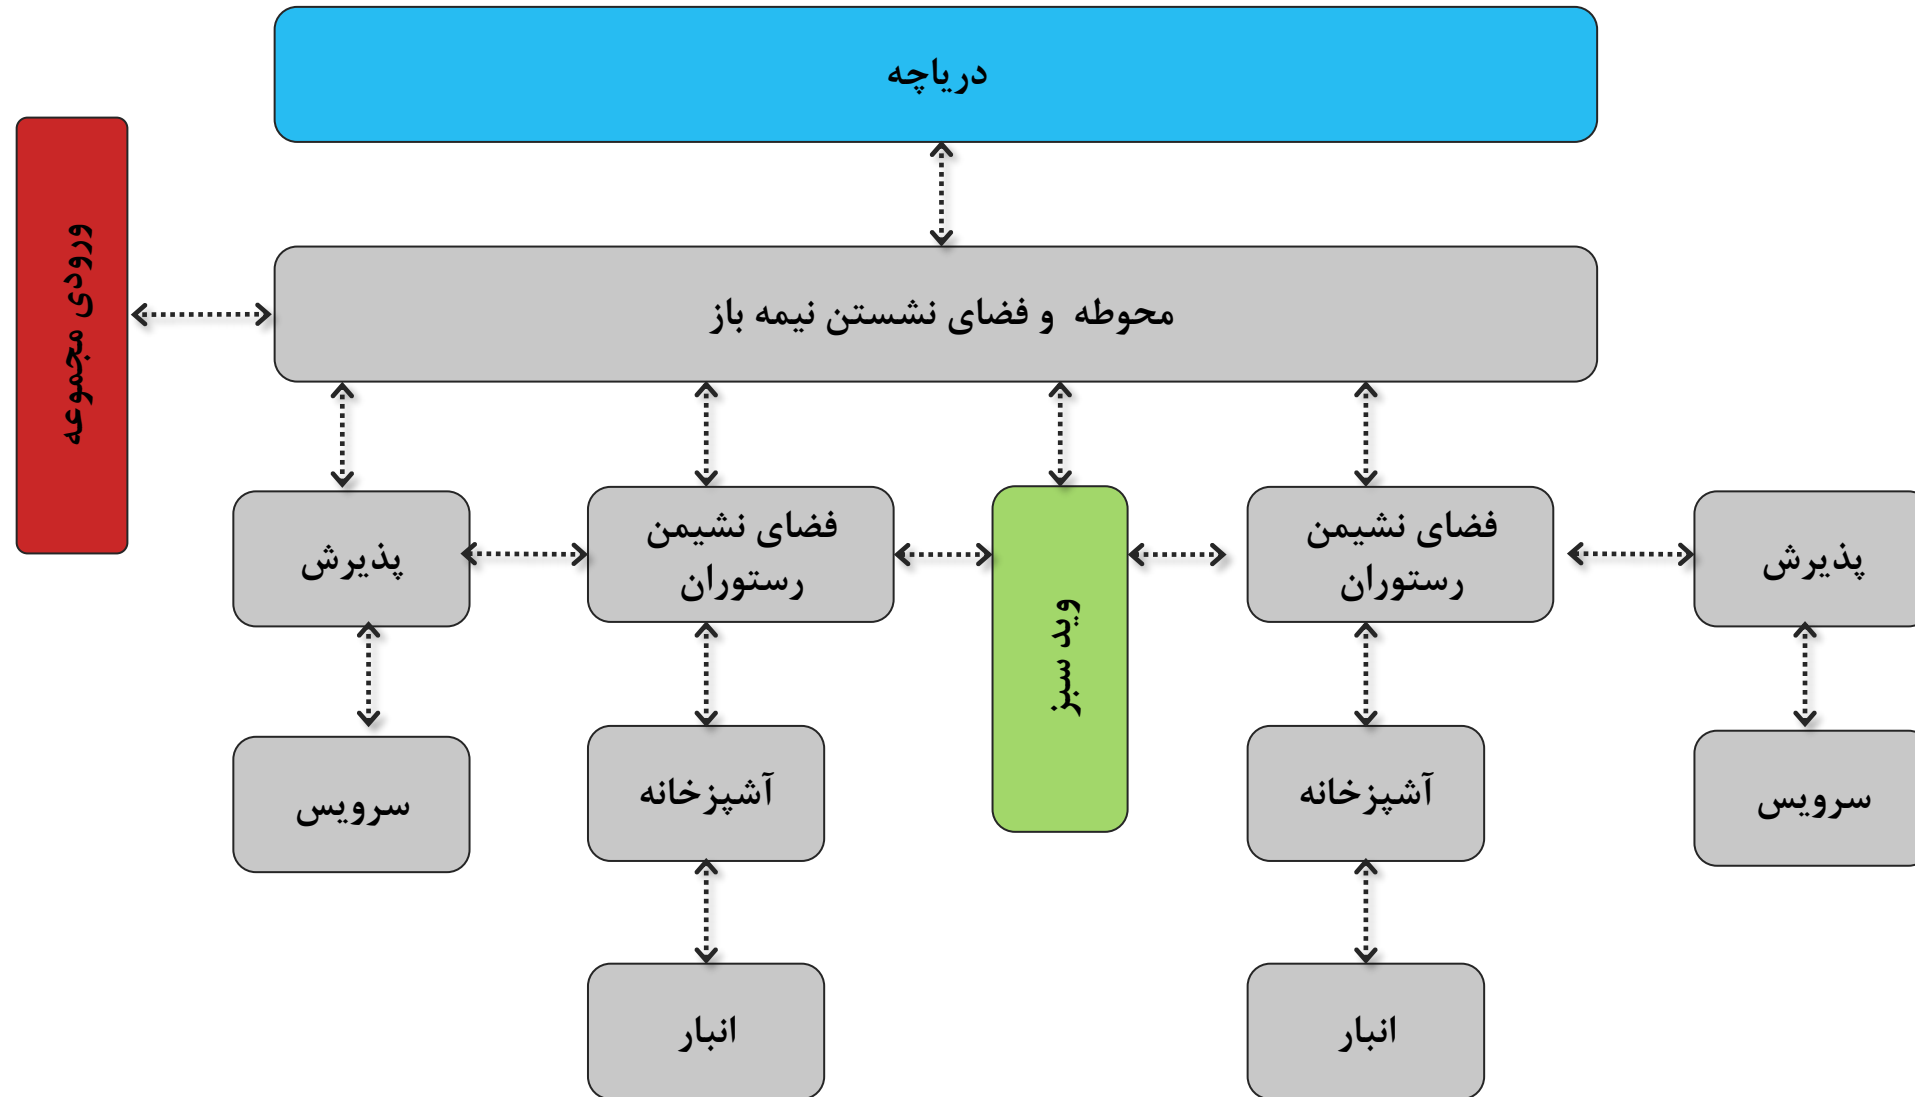 دریاچه
ورودی مجموعه
محوطه و فضای نشستن نیمه باز
پذیرش
فضای نشیمن
رستوران
وید سبز
فضای نشیمن
رستوران
پذیرش
سرویس
آشپزخانه
آشپزخانه
سرویس
انبار
انبار